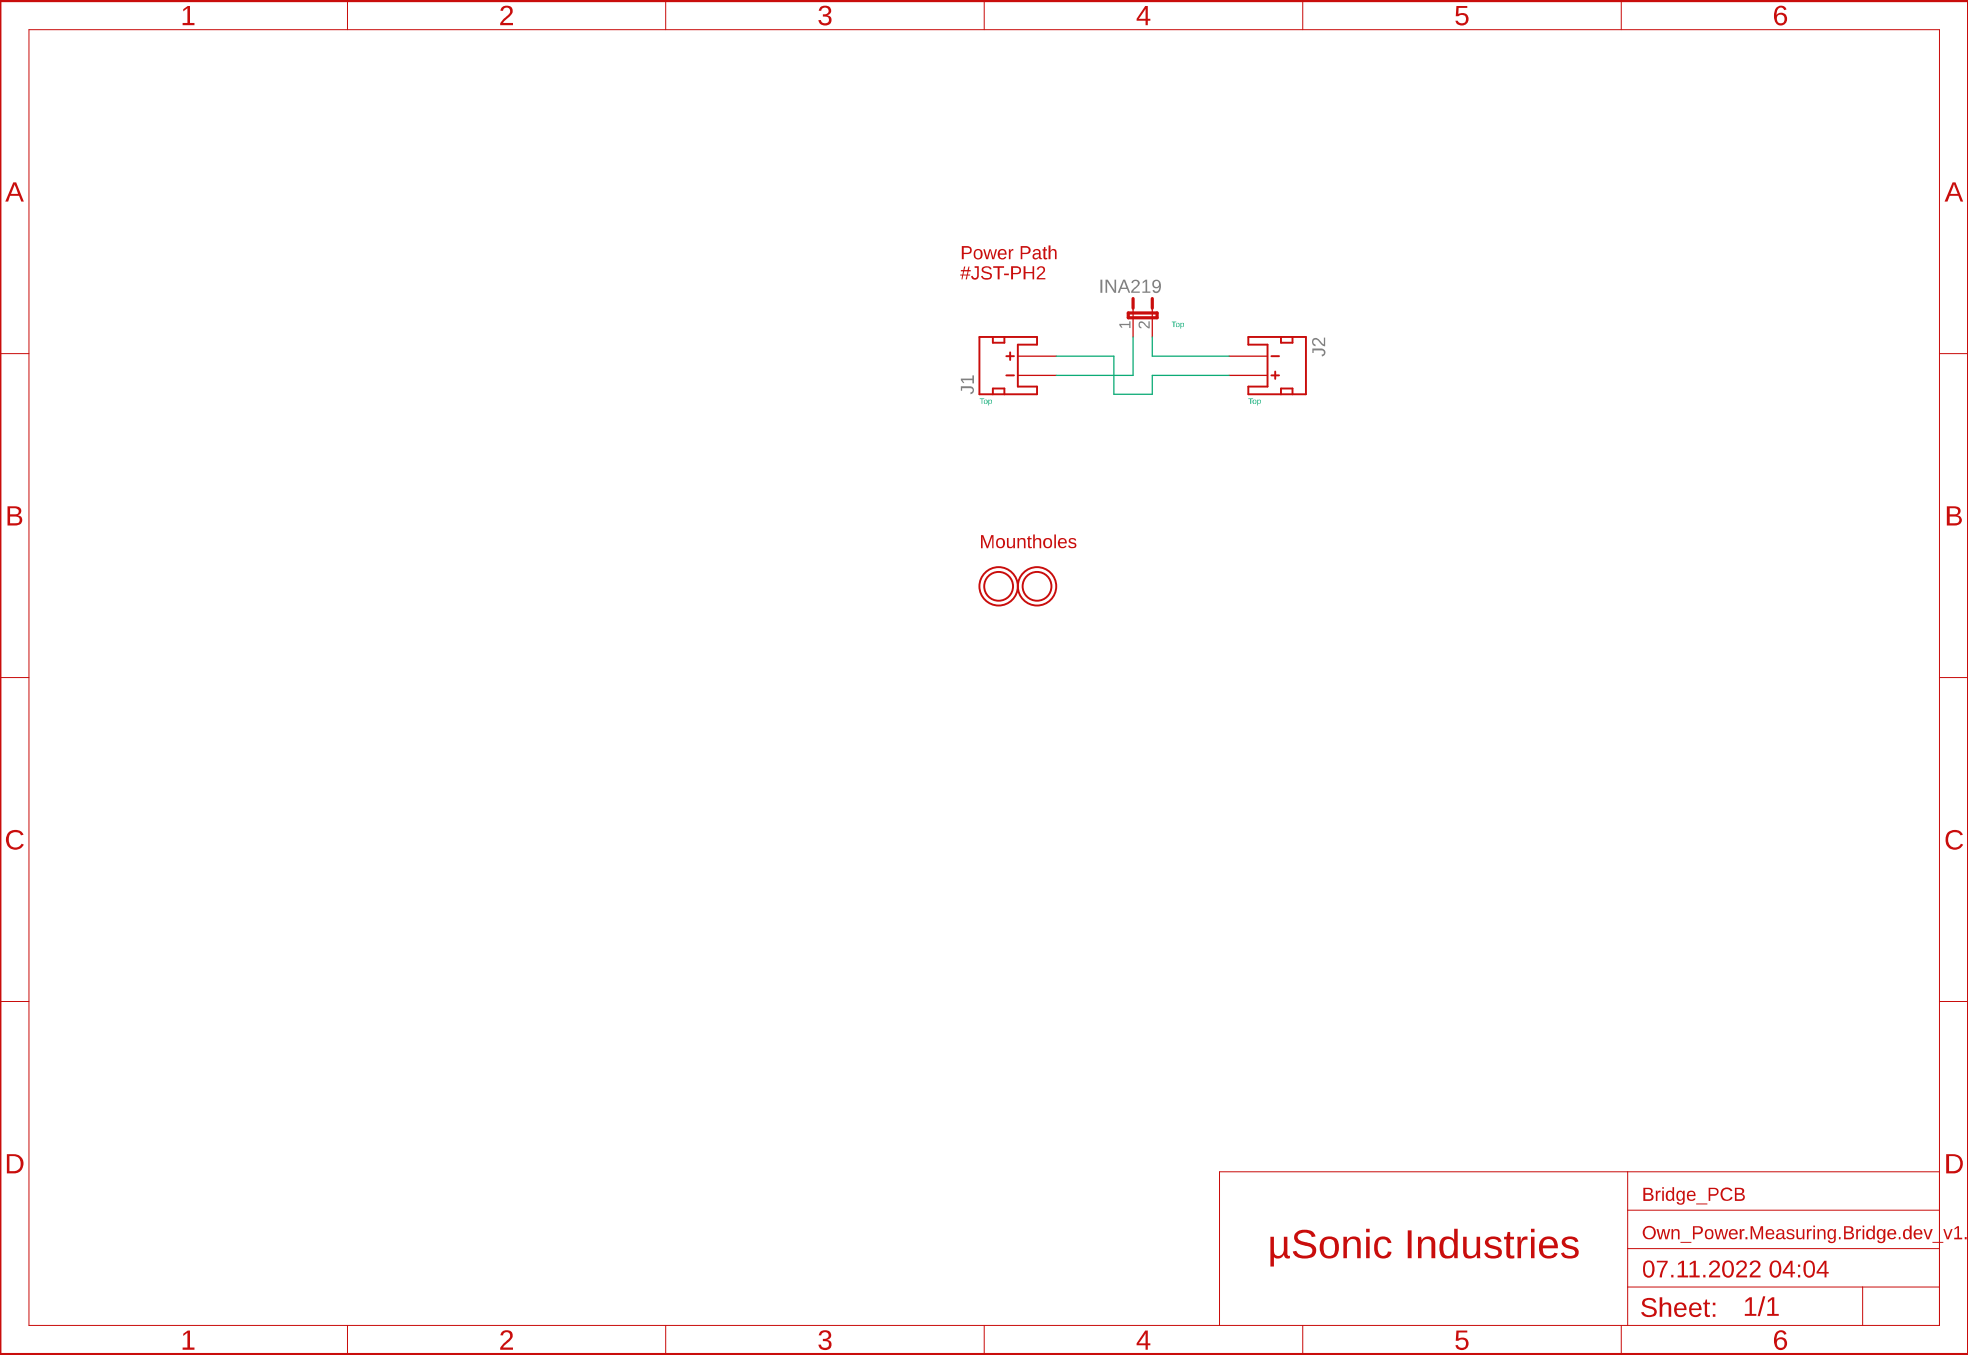 1 2 3 4 5 6
A A
Power Path
#JST-PH2
INA219
1 2 Top
J1 + − − + J2
Top Top
B B
Mountholes
C C
D D
Bridge_PCB
Own_Power.Measuring.Bridge.dev_v1.
µSonic Industries
07.11.2022 04:04
Sheet: 1/1
1 2 3 4 5 6